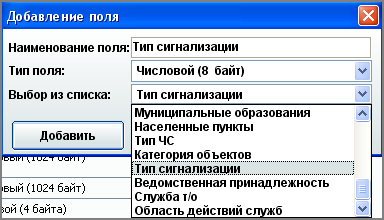 Добавление поля
Наименование поля: Тип сигнализации
Тип поля: Числовой (8 байт)
Выбор из списка: Тип сигнализации
Муниципальные образования
Населенные пункты
Тип ЧС
Категория объектов
Тип сигнализации
Ведомственная принадлежность
Служба т/о
Область действий служб
Добавить
овый (1024 байт)
овый (1024 байт)
вой (4 байта)